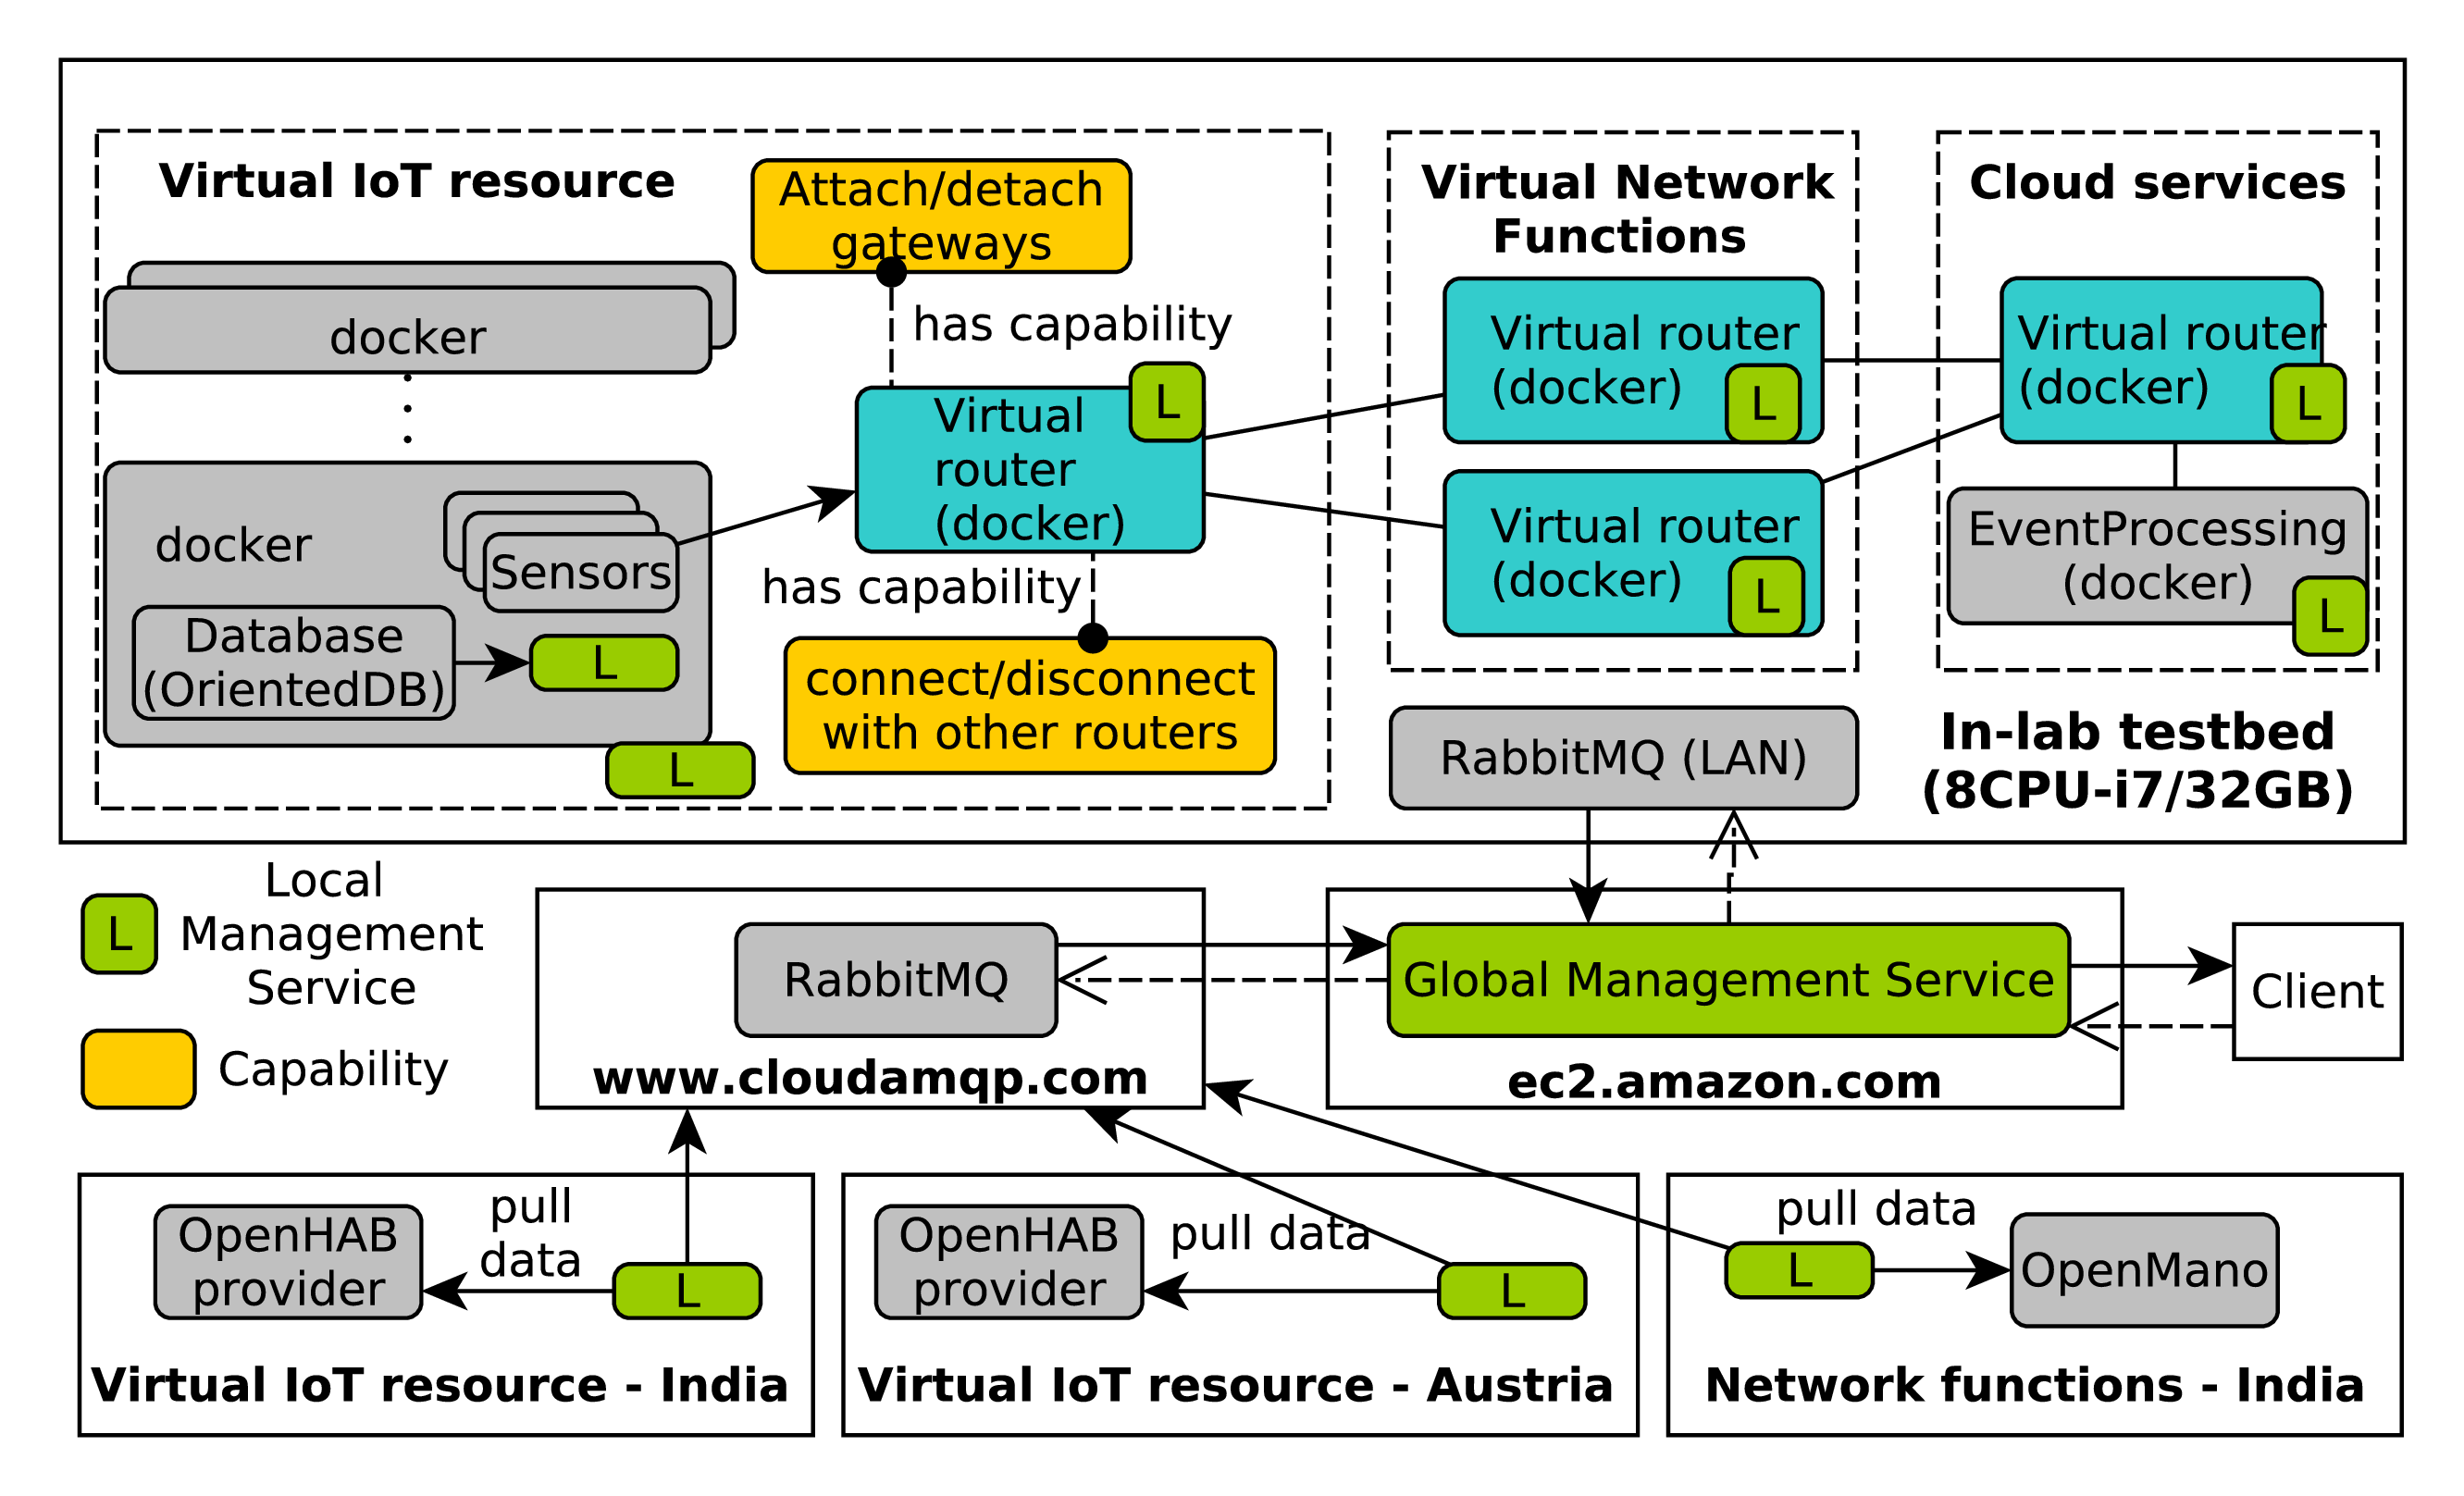 Virtual IoT resource
Attach/detach
gateways
has capability
docker
Virtual
router
(docker)
L
docker
Sensors
Database
(OrientedDB)
L
L
has capability
connect/disconnect
with other routers
Virtual Network
Functions
Virtual router
(docker)
L
Virtual router
(docker)
L
Cloud services
Virtual router
(docker)
L
EventProcessing
(docker)
L
RabbitMQ (LAN)
In-lab testbed
(8CPU-i7/32GB)
L
Local
Management
Service
Capability
RabbitMQ
www.cloudamqp.com
Global Management Service
ec2.amazon.com
Client
OpenHAB
provider
pull
data
L
Virtual IoT resource - India
OpenHAB
provider
pull data
L
Virtual IoT resource - Austria
pull data
L
OpenMano
Network functions - India